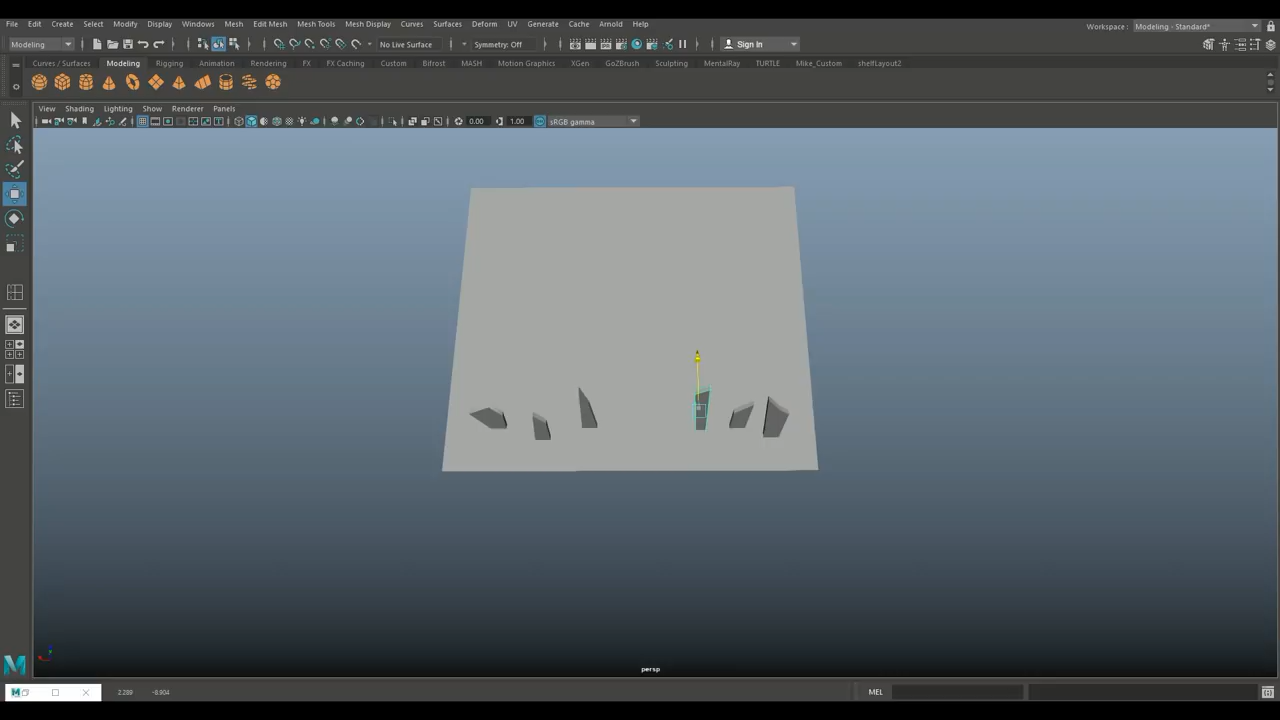 File Edit Create Select Modify Display Windows Mesh Edit Mesh Mesh Tools Mesh Display Curves Surfaces Deform UV Generate Cache Arnold Help
Workspace : Modeling - Standard*
Modeling No Live Surface Symmetry: Off Sign In
Curves / Surfaces Modeling Rigging Animation Rendering FX FX Caching Custom Bifrost MASH Motion Graphics XGen GoZBrush Sculpting MentalRay TURTLE Mike_Custom shelfLayout2
View Shading Lighting Show Renderer Panels
0.00 1.00 sRGB gamma
persp
M 2.289 -8.904 MEL